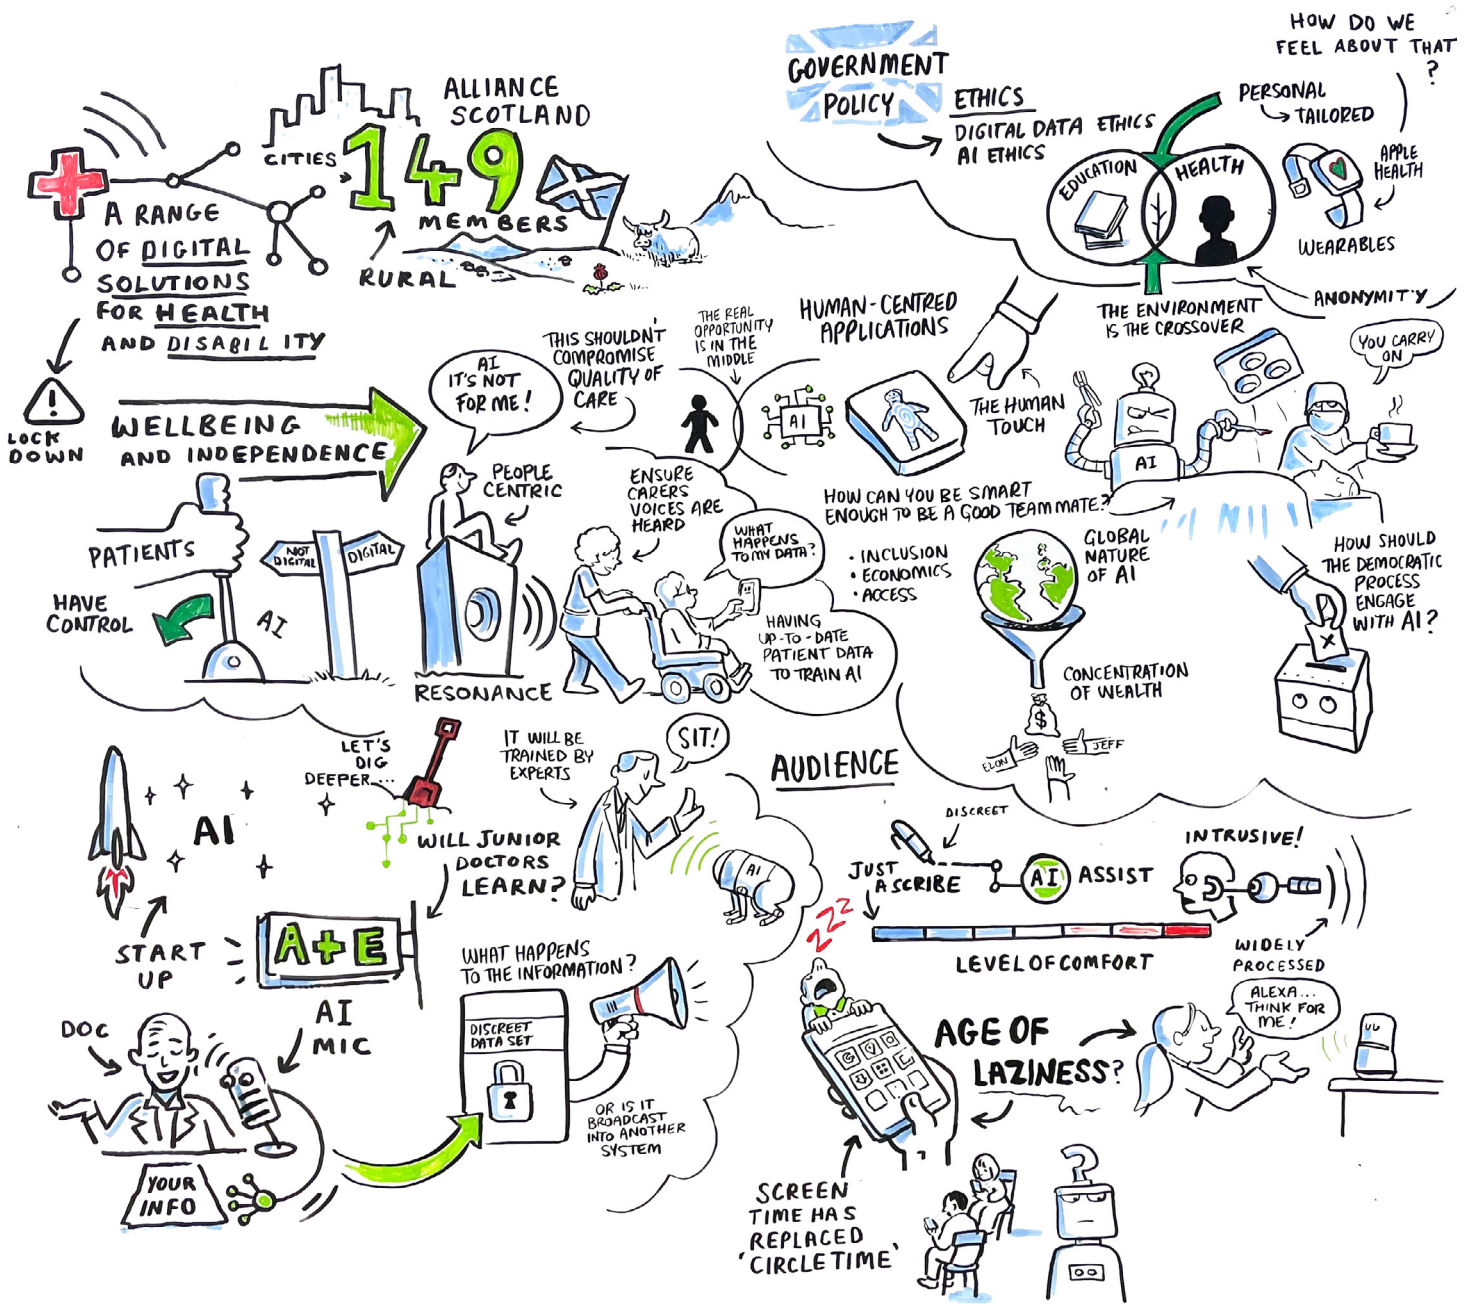 ALLIANCE
SCOTLAND
CITIES
149
MEMBERS
RURAL
A RANGE
OF DIGITAL
SOLUTIONS
FOR HEALTH
AND DISABILITY
LOCK
DOWN
WELLBEING
AND INDEPENDENCE
PATIENTS
HAVE
CONTROL
AI
NOT
DIGITAL
DIGITAL
AI
IT'S NOT
FOR ME!
PEOPLE
CENTRIC
RESONANCE
THIS SHOULDN'T
COMPROMISE
QUALITY OF
CARE
ENSURE
CARERS
VOICES ARE
HEARD
WHAT
HAPPENS
TO MY DATA?
HAVING
UP-TO-DATE
PATIENT DATA
TO TRAIN AI
THE REAL
OPPORTUNITY
IS IN THE
MIDDLE
AI
HUMAN-CENTRED
APPLICATIONS
THE HUMAN
TOUCH
GOVERNMENT
POLICY
ETHICS
DIGITAL DATA ETHICS
AI ETHICS
EDUCATION
HEALTH
PERSONAL
TAILORED
HOW DO WE
FEEL ABOUT THAT
?
APPLE
HEALTH
WEARABLES
ANONYMITY
THE ENVIRONMENT
IS THE CROSSOVER
YOU CARRY
ON
AI
HOW CAN YOU BE SMART
ENOUGH TO BE A GOOD TEAM MATE?
• INCLUSION
• ECONOMICS
• ACCESS
GLOBAL
NATURE
OF AI
CONCENTRATION
OF WEALTH
$
ELON
JEFF
HOW SHOULD
THE DEMOCRATIC
PROCESS
ENGAGE
WITH AI?
X
AI
START
UP
LET'S
DIG
DEEPER...
WILL JUNIOR
DOCTORS
LEARN?
A+E
IT WILL BE
TRAINED BY
EXPERTS
SIT!
AI
DOC
AI
MIC
YOUR
INFO
WHAT HAPPENS
TO THE INFORMATION?
DISCREET
DATA SET
OR IS IT
BROADCAST
INTO ANOTHER
SYSTEM
AUDIENCE
DISCREET
JUST
A SCRIBE
AI ASSIST
INTRUSIVE!
LEVEL OF COMFORT
WIDELY
PROCESSED
ZZZ
AGE OF
LAZINESS?
ALEXA...
THINK FOR
ME!
SCREEN
TIME HAS
REPLACED
'CIRCLE TIME'
?